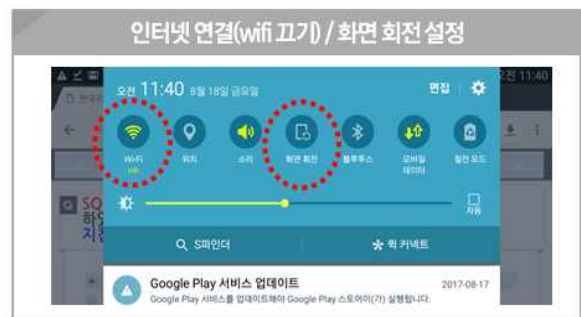 인터넷 연결(wifi 끄기) / 화면 회전 설정
오전 11:40 8월 18일 금요일
편집
오전 11:40
Wi-Fi
위치
소리
화면 회전
블루투스
모바일
데이터
절전 모드
자동
S파인더
퀵 커넥트
Google Play 서비스 업데이트
2017-08-17
Google Play 서비스를 업데이트해야 Google Play 스토어이(가) 실행됩니다.